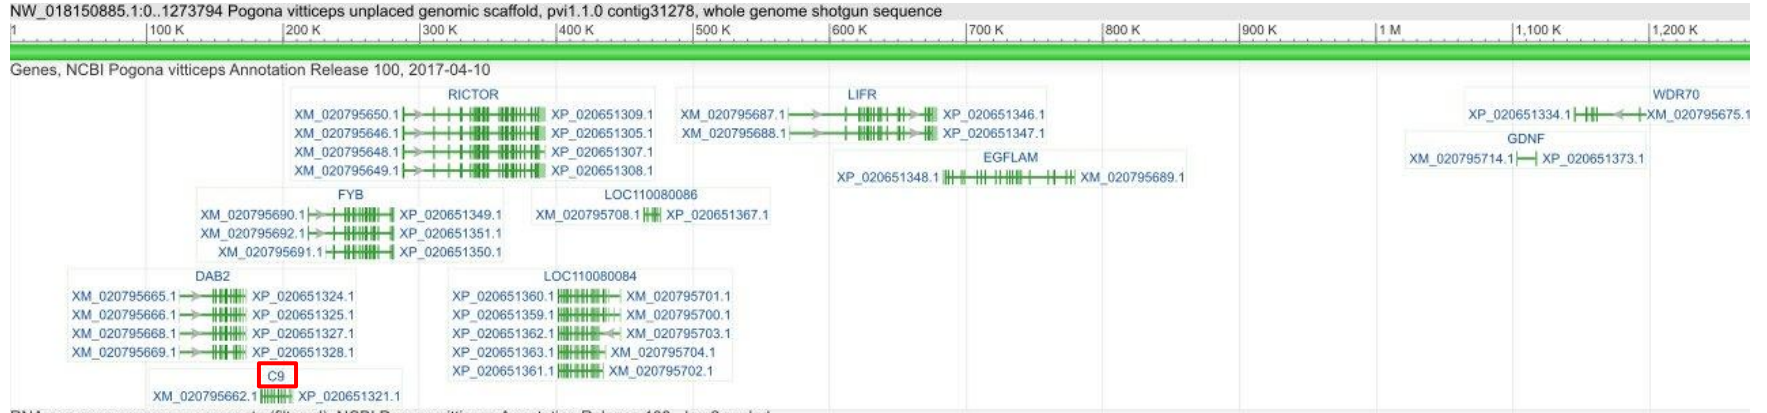 NW_018150885.1:0..1273794 Pogona vitticeps unplaced genomic scaffold, pvi1.1.0 contig31278, whole genome shotgun sequence
1 100 K 200 K 300 K 400 K 500 K 600 K 700 K 800 K 900 K 1 M 1,100 K 1,200 K
Genes, NCBI Pogona vitticeps Annotation Release 100, 2017-04-10
RICTOR LIFR WDR70
XM_020795650.1 XP_020651309.1 XM_020795687.1 XP_020651346.1 XP_020651334.1 XM_020795675.1
XM_020795646.1 XP_020651305.1 XM_020795688.1 XP_020651347.1
GDNF
XM_020795648.1 XP_020651307.1 EGFLAM XM_020795714.1 XP_020651373.1
XM_020795649.1 XP_020651308.1 XP_020651348.1 XM_020795689.1
FYB LOC110080086
XM_020795690.1 XP_020651349.1 XM_020795708.1 XP_020651367.1
XM_020795692.1 XP_020651351.1
XM_020795691.1 XP_020651350.1
DAB2 LOC110080084
XM_020795665.1 XP_020651324.1 XP_020651360.1 XM_020795701.1
XM_020795666.1 XP_020651325.1 XP_020651359.1 XM_020795700.1
XM_020795668.1 XP_020651327.1 XP_020651362.1 XM_020795703.1
XM_020795669.1 XP_020651328.1 XP_020651363.1 XM_020795704.1
C9 XP_020651361.1 XM_020795702.1
XM_020795662.1 XP_020651321.1